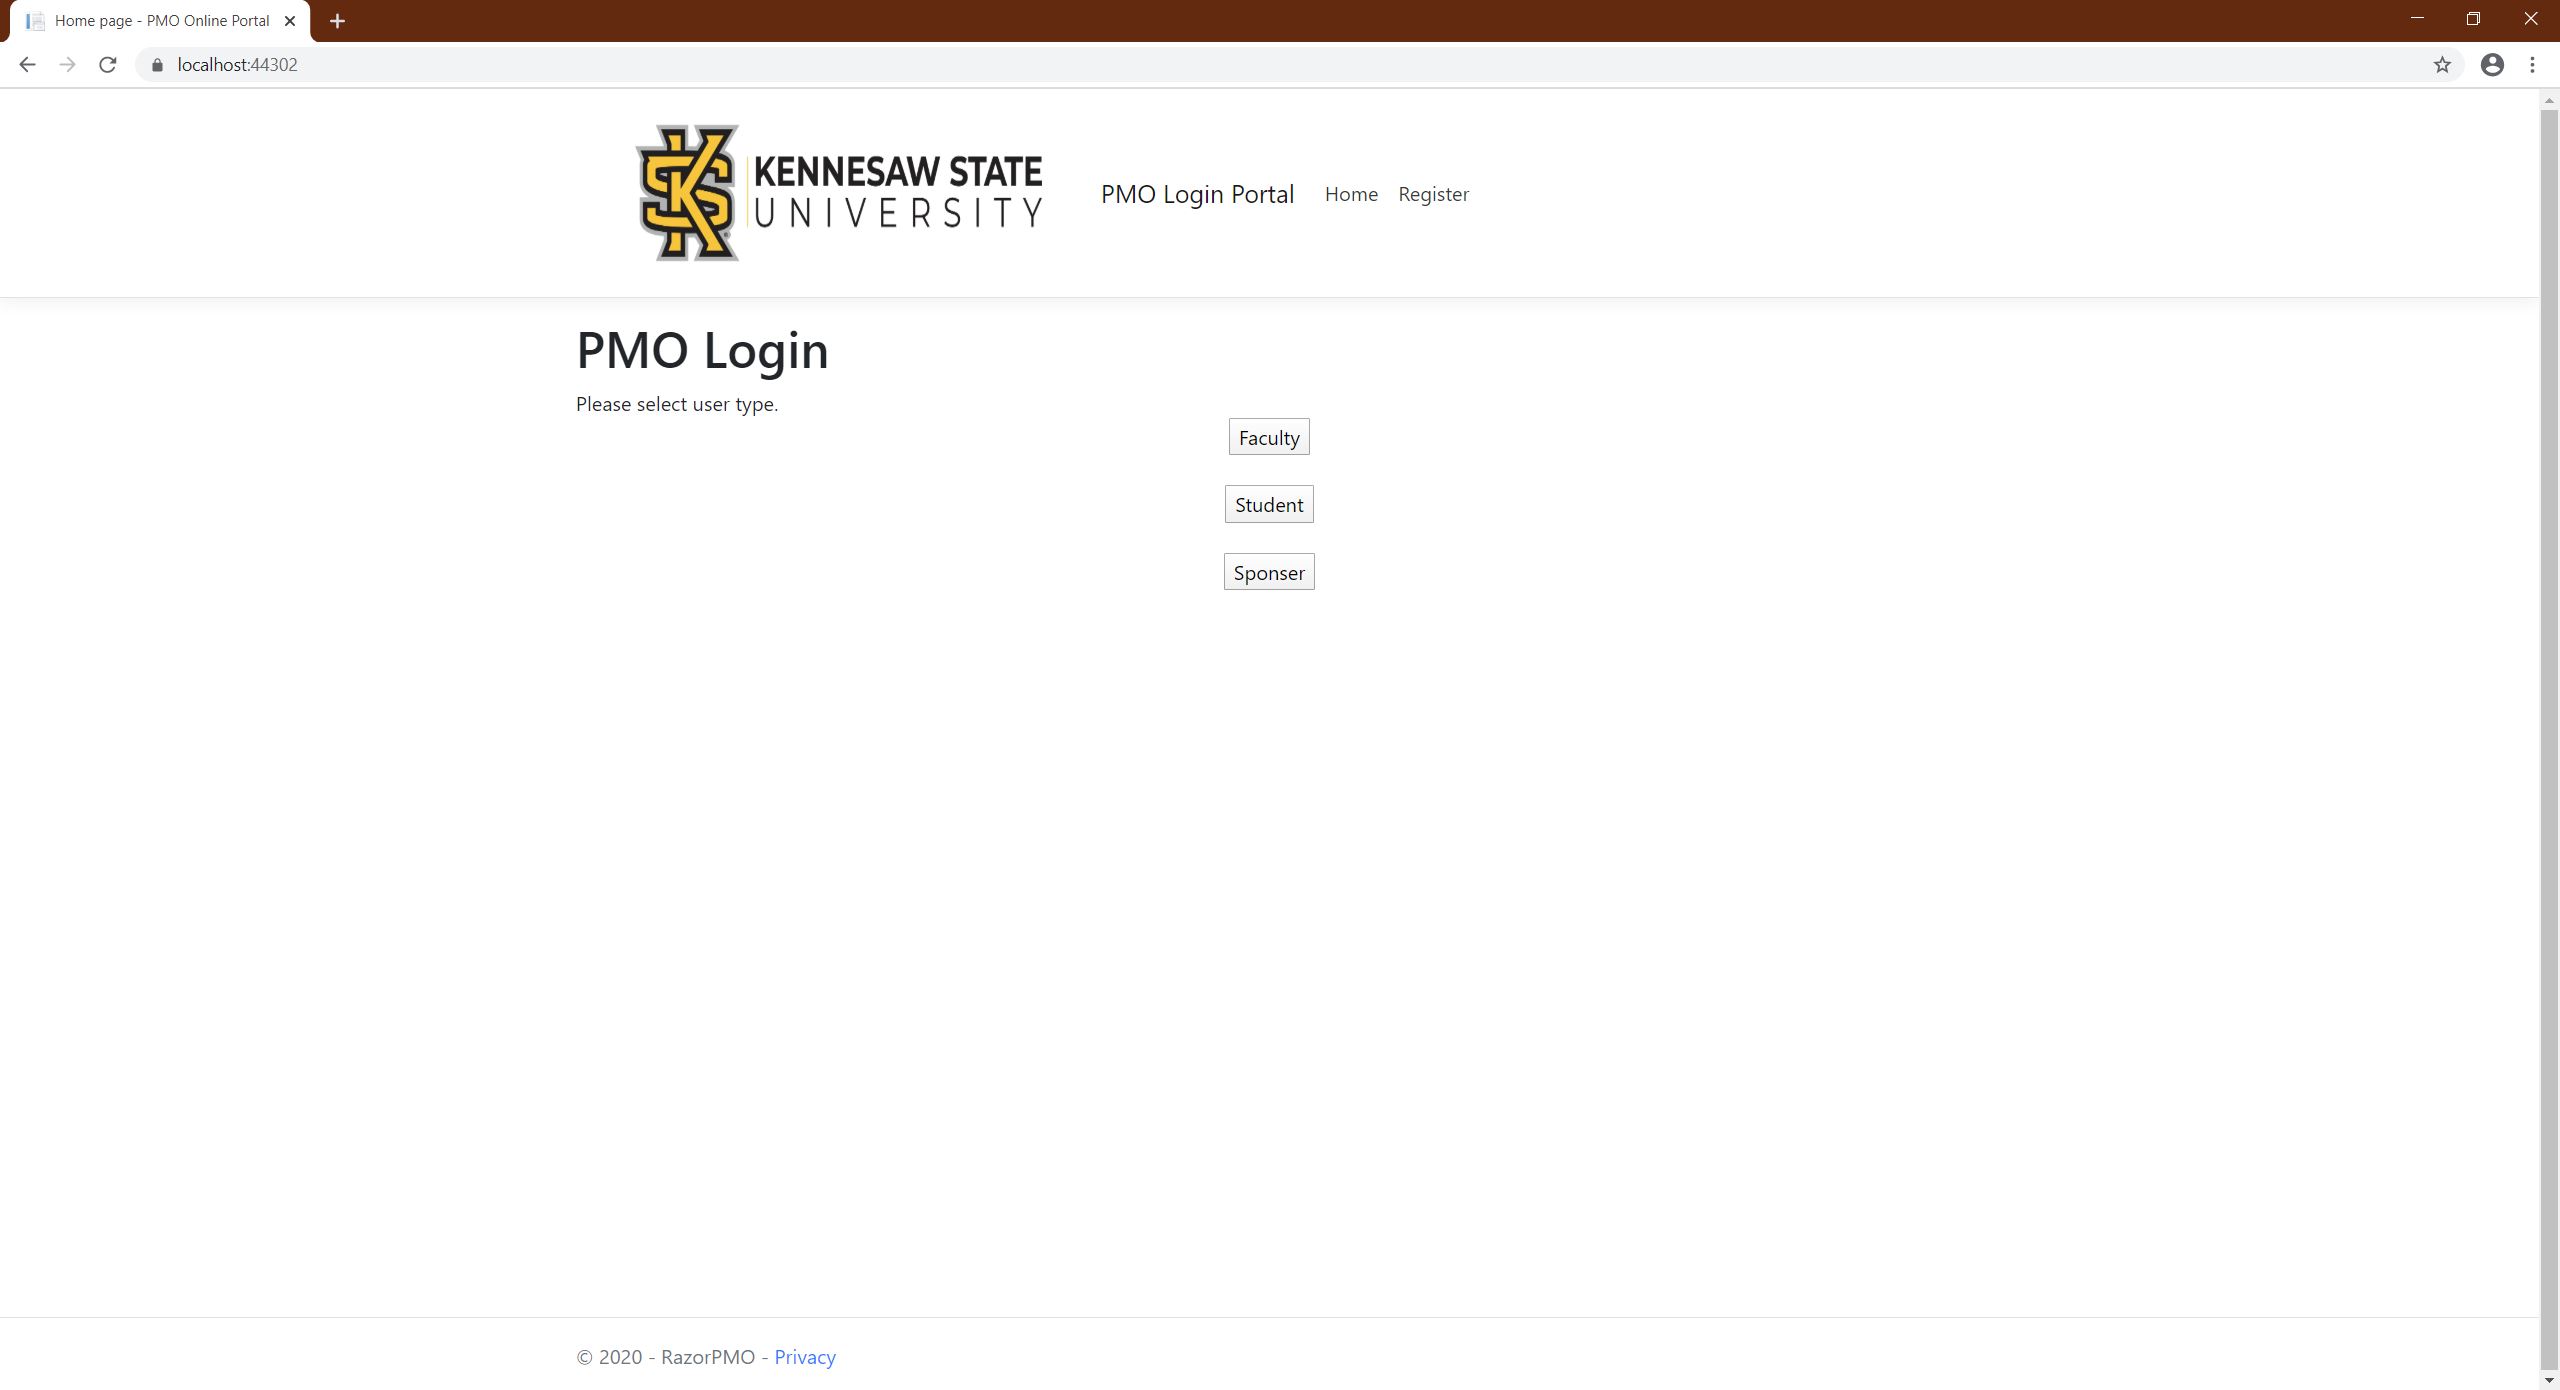 Home page - PMO Online Portal
localhost:44302
KS
KENNESAW STATE
UNIVERSITY
PMO Login Portal Home Register
PMO Login
Please select user type.
Faculty
Student
Sponser
© 2020 - RazorPMO - Privacy